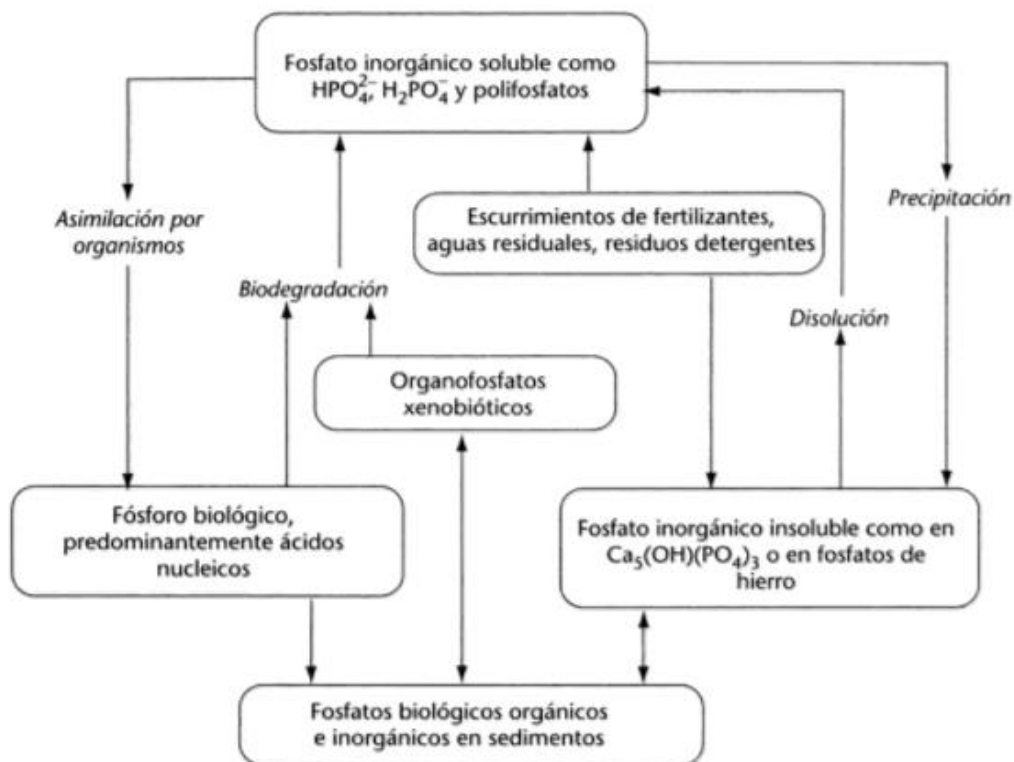 Fosfato inorgánico soluble como
HPO₄²⁻, H₂PO₄⁻ y polifosfatos
Asimilación por
organismos
Precipitación
Escurrimientos de fertilizantes,
aguas residuales, residuos detergentes
Biodegradación
Disolución
Organofosfatos
xenobióticos
Fósforo biológico,
predominantemente ácidos
nucleicos
Fosfato inorgánico insoluble como en
Ca₅(OH)(PO₄)₃ o en fosfatos de
hierro
Fosfatos biológicos orgánicos
e inorgánicos en sedimentos